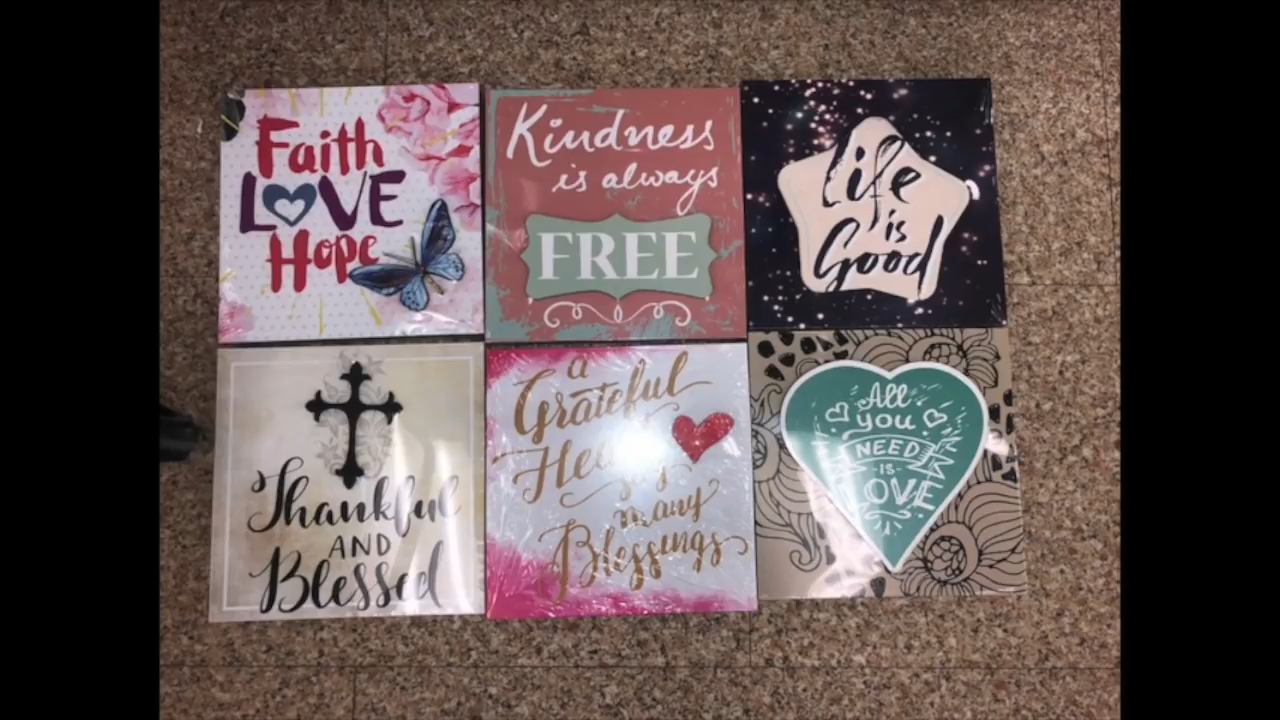 Faith
LOVE
Hope
Kindness
is always
FREE
Life
is
Good
Thankful
AND
Blessed
a
Grateful
many
Blessings
All
you
NEED
IS
LOVE